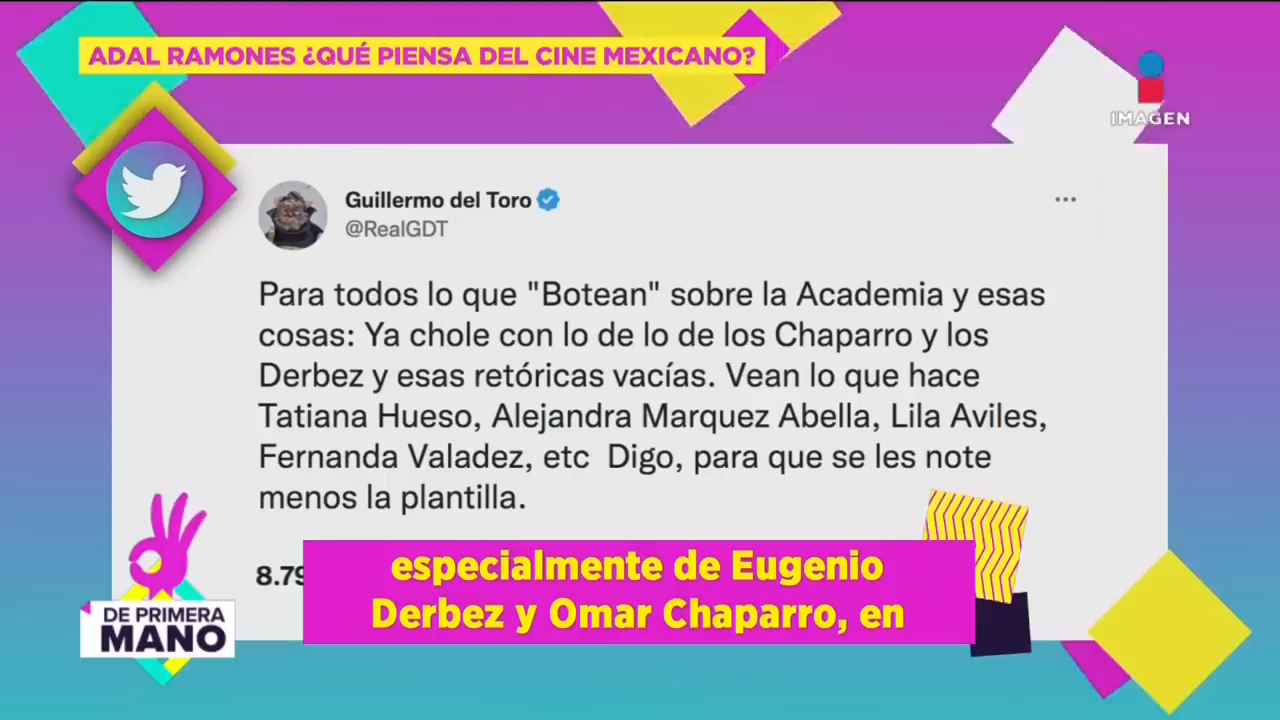 ADAL RAMONES ¿QUÉ PIENSA DEL CINE MEXICANO?
IMAGEN
Guillermo del Toro
@RealGDT
Para todos lo que "Botean" sobre la Academia y esas
cosas: Ya chole con lo de lo de los Chaparro y los
Derbez y esas retóricas vacías. Vean lo que hace
Tatiana Hueso, Alejandra Marquez Abella, Lila Aviles,
Fernanda Valadez, etc  Digo, para que se les note
menos la plantilla.
8.79
especialmente de Eugenio
Derbez y Omar Chaparro, en
DE PRIMERA
MANO